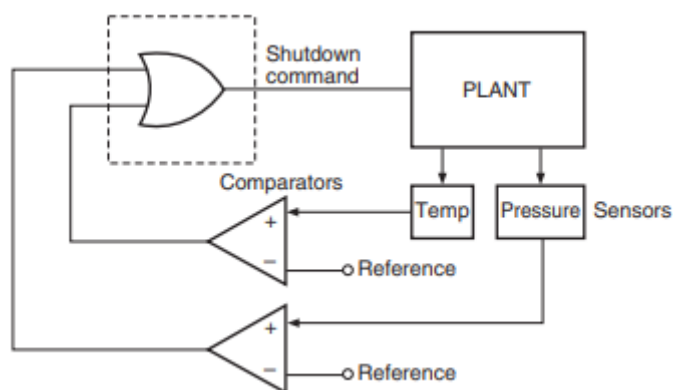 Shutdown
command
PLANT
Comparators
Temp
Pressure
Sensors
+
–
Reference
+
–
Reference